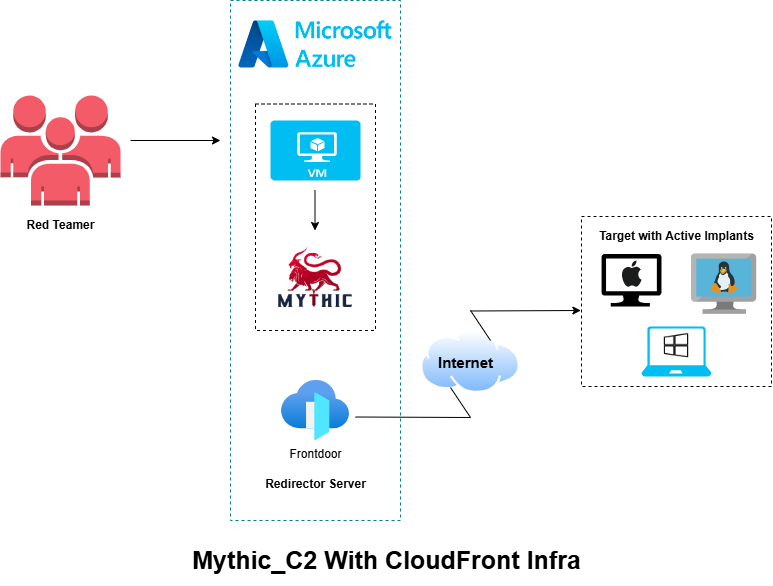 Microsoft
Azure
VM
Red Teamer
MYTHIC
Target with Active Implants
Internet
Frontdoor
Redirector Server
Mythic_C2 With CloudFront Infra